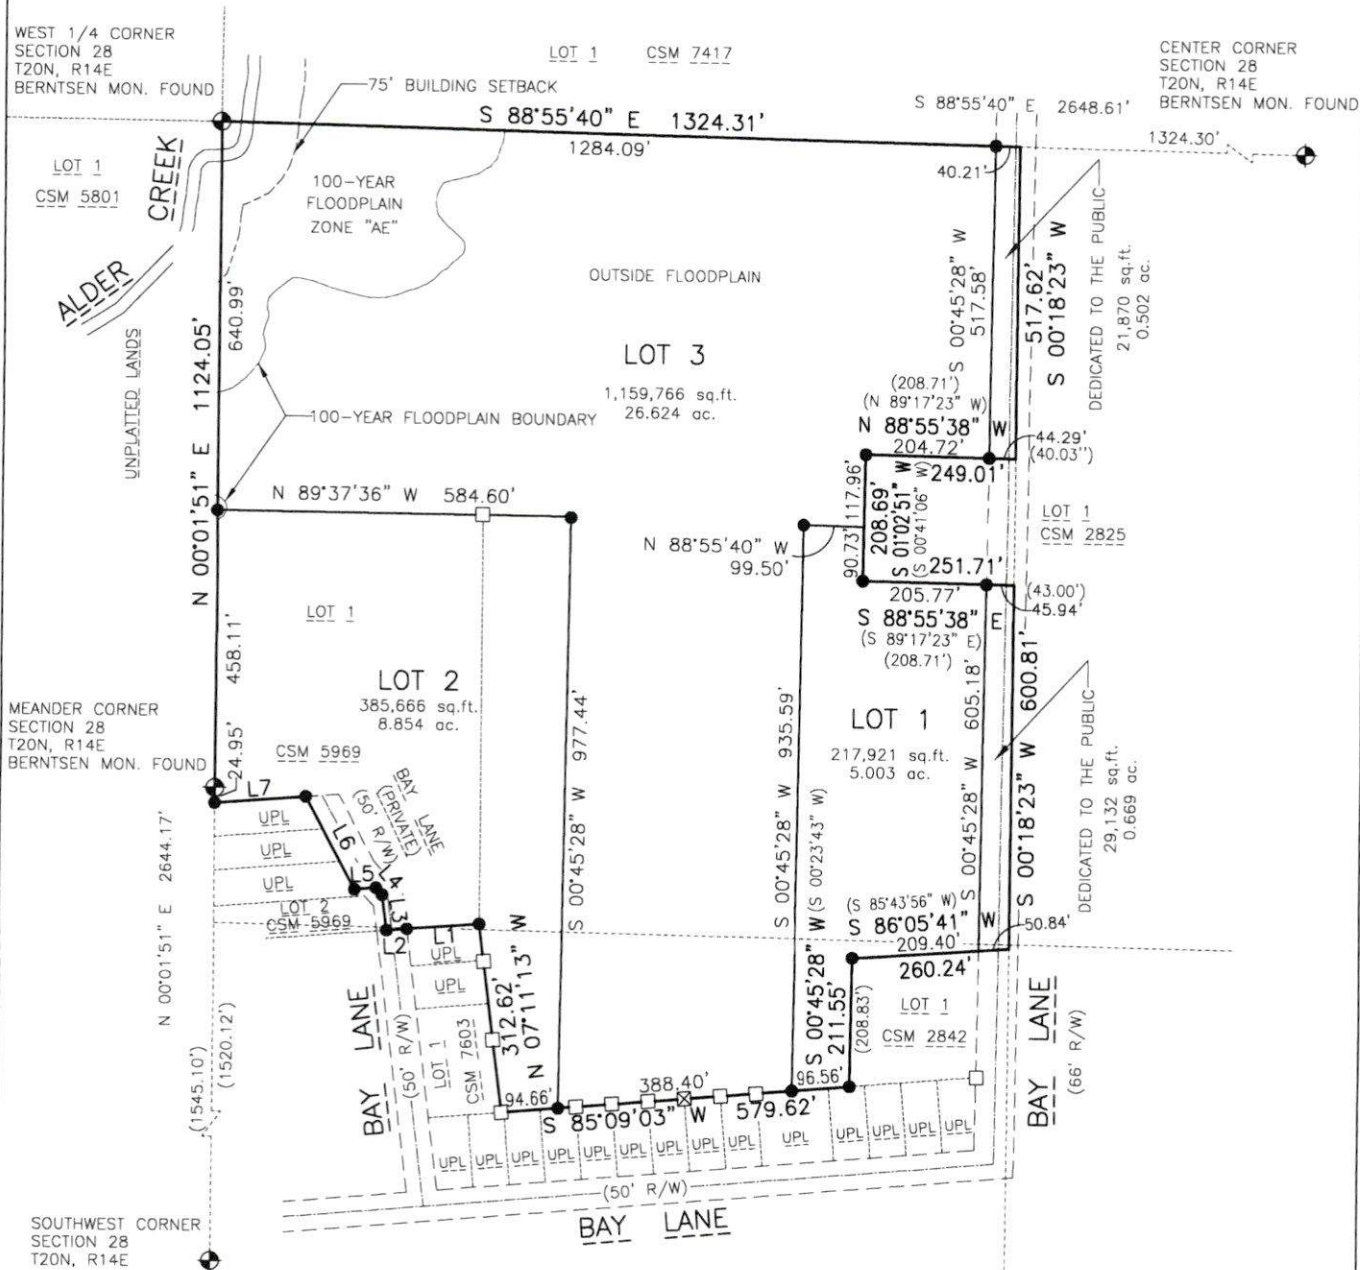 WEST 1/4 CORNER
SECTION 28
T20N, R14E
BERNTSEN MON. FOUND
LOT 1 CSM 7417
CENTER CORNER
SECTION 28
T20N, R14E
BERNTSEN MON. FOUND
75' BUILDING SETBACK
S 88°55'40" E 2648.61'
S 88°55'40" E 1324.31'
1284.09'
1324.30'
40.21'
LOT 1
CSM 5801
ALDER CREEK
100-YEAR
FLOODPLAIN
ZONE "AE"
OUTSIDE FLOODPLAIN
UNPLATTED LANDS
N 00°01'51" E 1124.05'
640.99'
LOT 3
1,159,766 sq.ft.
26.624 ac.
100-YEAR FLOODPLAIN BOUNDARY
S 00°45'28" W
517.58'
517.62'
S 00°18'23" W
DEDICATED TO THE PUBLIC
21,870 sq.ft.
0.502 ac.
(208.71')
(N 89°17'23" W)
N 88°55'38" W
204.72'
249.01'
44.29'
(40.03'')
N 89°37'36" W 584.60'
117.96'
90.73'
208.69'
S 01°02'51" W
(S 00°41'06" W)
LOT 1
CSM 2825
N 88°55'40" W
99.50'
251.71'
205.77'
S 88°55'38" E
(S 89°17'23" E)
(208.71')
(43.00')
45.94'
LOT 1
458.11'
LOT 2
385,666 sq.ft.
8.854 ac.
CSM 5969
S 00°45'28" W 977.44'
S 00°45'28" W 935.59'
LOT 1
217,921 sq.ft.
5.003 ac.
S 00°45'28" W 605.18'
S 00°18'23" W 600.81'
DEDICATED TO THE PUBLIC
29,132 sq.ft.
0.669 ac.
MEANDER CORNER
SECTION 28
T20N, R14E
BERNTSEN MON. FOUND
24.95'
L7
BAY LANE
(PRIVATE)
(50' R/W)
UPL
UPL
UPL
L6
L5
L4
L3
L2
L1
LOT 2
CSM 5969
N 00°01'51" E 2644.17'
(1545.10')
(1520.12')
UPL
UPL
LOT 1
CSM 7603
312.62'
N 07°11'13" W
BAY LANE
(50' R/W)
(S 00°23'43" W)
S 00°45'28" W
211.55'
(208.83')
(S 85°43'56" W)
S 86°05'41" W
209.40'
260.24'
50.84'
LOT 1
CSM 2842
BAY LANE
(66' R/W)
94.66'
388.40'
96.56'
S 85°09'03" W 579.62'
UPL
UPL
UPL
UPL
UPL
UPL
UPL
UPL
UPL
UPL
UPL
UPL
UPL
(50' R/W)
BAY LANE
SOUTHWEST CORNER
SECTION 28
T20N, R14E